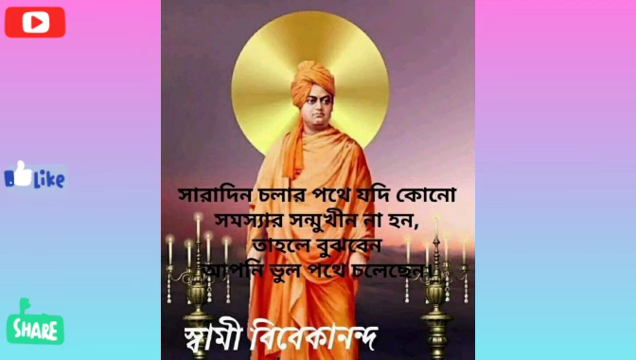 Like
SHARE
সারাদিন চলার পথে যদি কোনো
সমস্যার সন্মুখীন না হন,
তাহলে বুঝবেন
আপনি ভুল পথে চলেছেন।
স্বামী বিবেকানন্দ